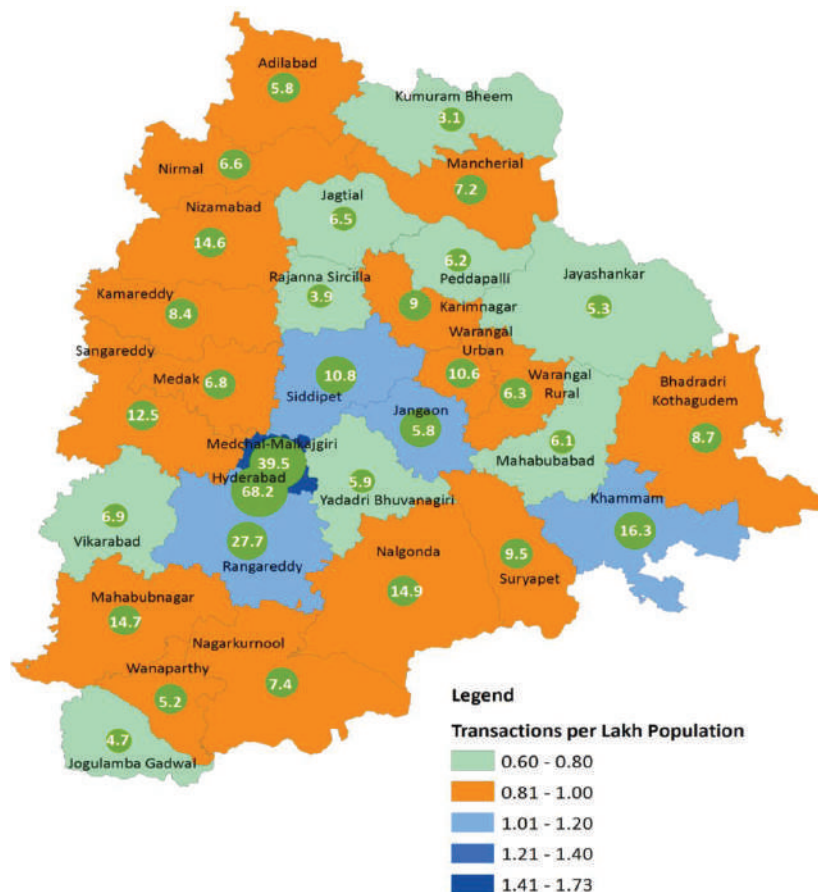 Adilabad
5.8
Kumuram Bheem
3.1
Nirmal
6.6
Mancherial
7.2
Jagtial
6.5
Nizamabad
14.6
6.2
Peddapalli
Jayashankar
5.3
Rajanna Sircilla
3.9
9
Karimnagar
Kamareddy
8.4
Warangal
Urban
10.6
Sangareddy
12.5
Medak
6.8
10.8
Siddipet
6.3
Warangal
Rural
Bhadradri
Kothagudem
8.7
Jangaon
5.8
6.1
Mahabubabad
Medchal-Malkajgiri
39.5
Hyderabad
68.2
5.9
Yadadri Bhuvanagiri
Khammam
16.3
6.9
Vikarabad
27.7
Rangareddy
Nalgonda
14.9
9.5
Suryapet
Mahabubnagar
14.7
Nagarkurnool
7.4
Wanaparthy
5.2
4.7
Jogulamba Gadwal
Legend
Transactions per Lakh Population
0.60 - 0.80
0.81 - 1.00
1.01 - 1.20
1.21 - 1.40
1.41 - 1.73